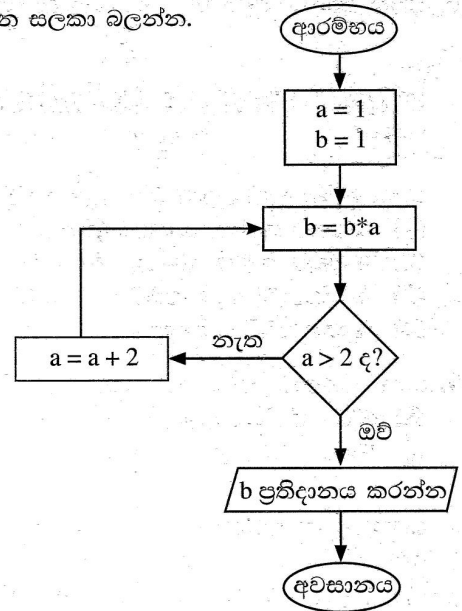 න සලකා බලන්න.
ආරම්භය
a = 1
b = 1
b = b*a
නැත
a = a + 2
a > 2 ද?
ඔව්
b ප්‍රතිදානය කරන්න
අවසානය